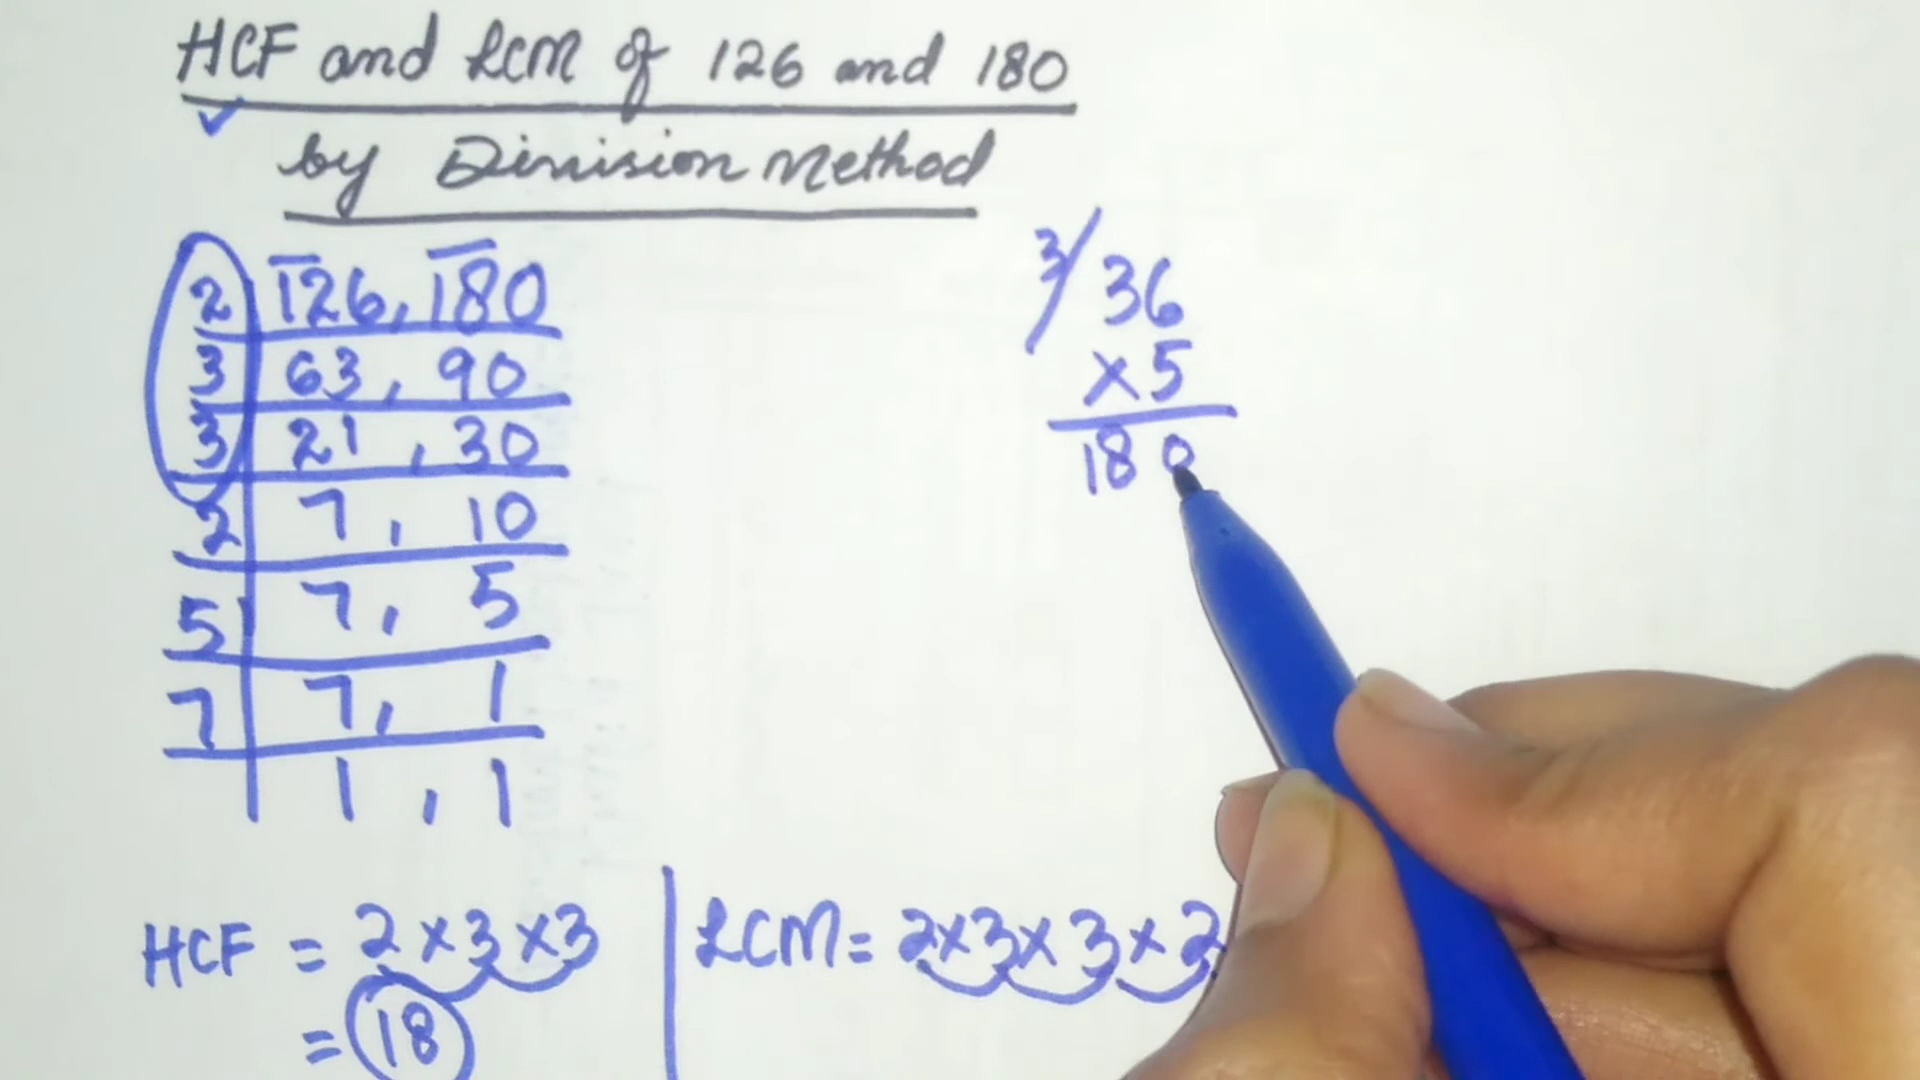 HCF and LCM of 126 and 180
by Division Method
2 126, 180
3 63, 90
3 21, 30
2 7, 10
5 7, 5
7 7, 1
1, 1
3/ 36
×5
180
HCF = 2×3×3
= 18
LCM = 2×3×3×2